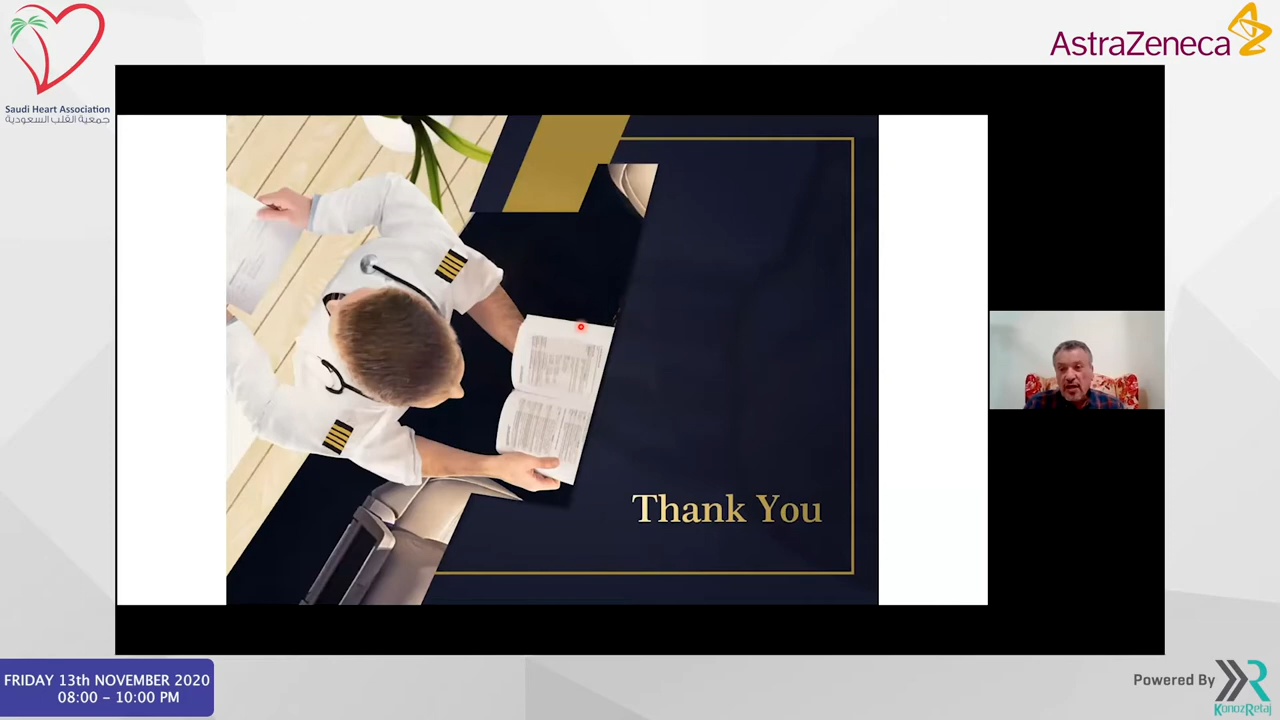 Saudi Heart Association
جمعية القلب السعودية
AstraZeneca
Thank You
FRIDAY 13th NOVEMBER 2020
08:00 – 10:00 PM
Powered By
KonozRetaj